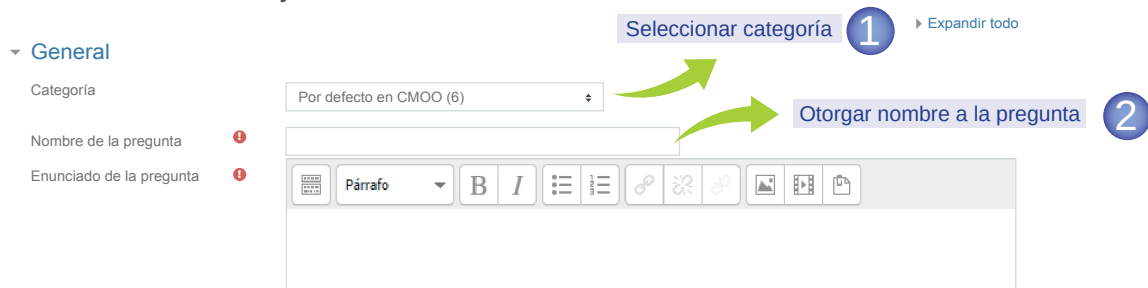 Seleccionar categoría 1 Expandir todo
General
Categoría Por defecto en CMOO (6)
Otorgar nombre a la pregunta 2
Nombre de la pregunta
Enunciado de la pregunta
Párrafo B I